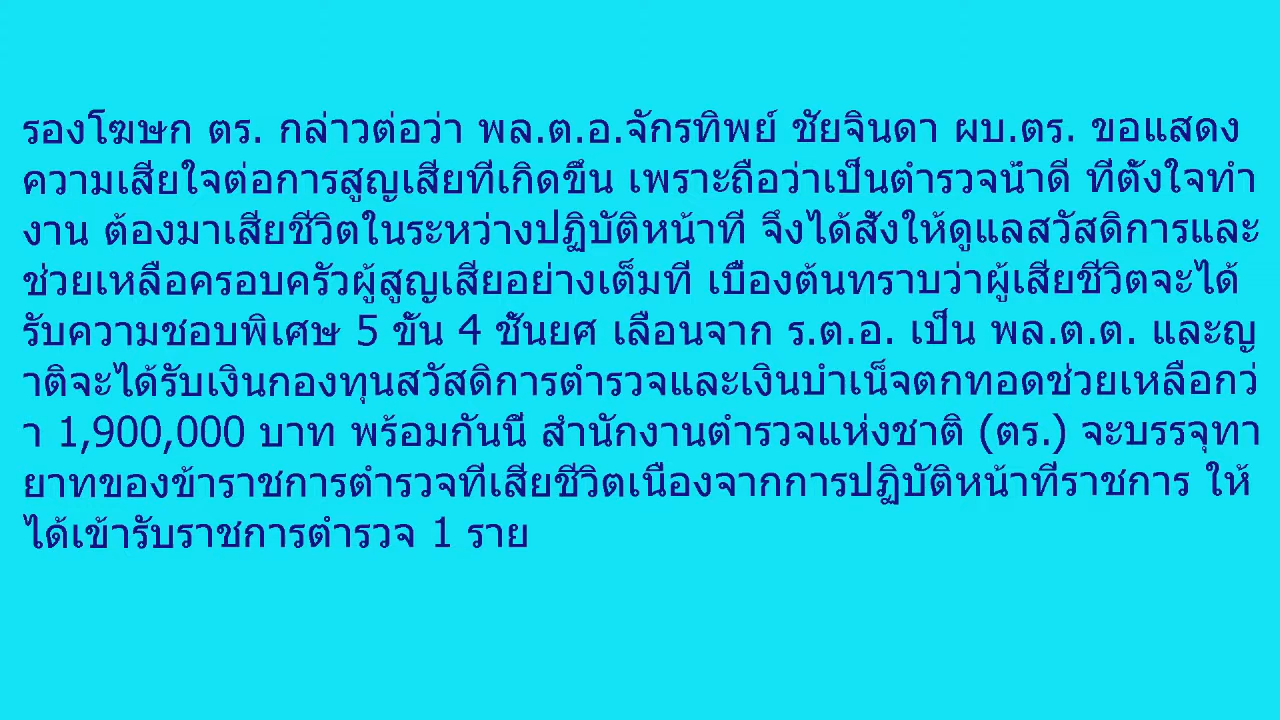 รองโฆษก ตร. กล่าวต่อว่า พล.ต.อ.จักรทิพย์ ชัยจินดา ผบ.ตร. ขอแสดง
ความเสียใจต่อการสูญเสียที่เกิดขึ้น เพราะถือว่าเป็นตำรวจน้ำดี ที่ตั้งใจทำ
งาน ต้องมาเสียชีวิตในระหว่างปฏิบัติหน้าที่ จึงได้สั่งให้ดูแลสวัสดิการและ
ช่วยเหลือครอบครัวผู้สูญเสียอย่างเต็มที่ เบื้องต้นทราบว่าผู้เสียชีวิตจะได้
รับความชอบพิเศษ 5 ขั้น 4 ชั้นยศ เลื่อนจาก ร.ต.อ. เป็น พล.ต.ต. และญ
าติจะได้รับเงินกองทุนสวัสดิการตำรวจและเงินบำเน็จตกทอดช่วยเหลือกว่
า 1,900,000 บาท พร้อมกันนี้ สำนักงานตำรวจแห่งชาติ (ตร.) จะบรรจุทา
ยาทของข้าราชการตำรวจที่เสียชีวิตเนื่องจากการปฏิบัติหน้าที่ราชการ ให้
ได้เข้ารับราชการตำรวจ 1 ราย